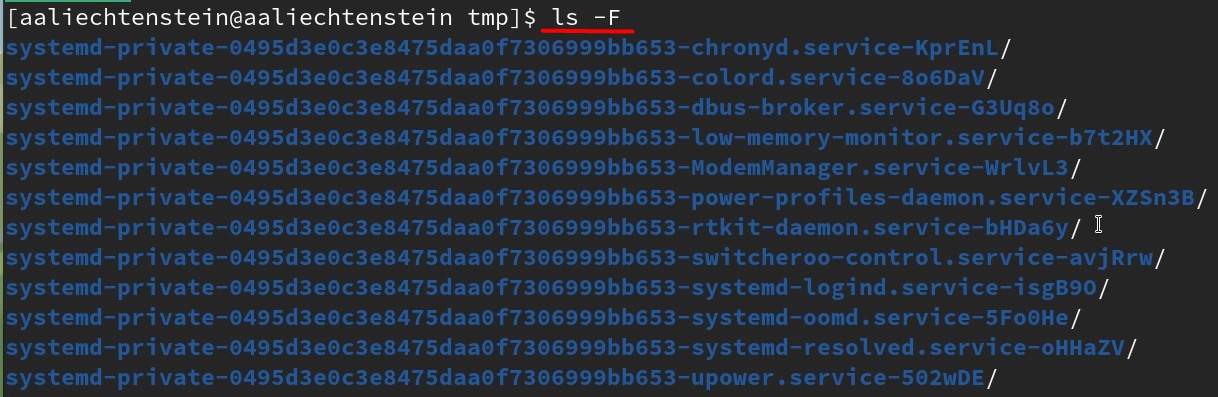 [aaliechtenstein@aaliechtenstein tmp]$ ls -F
systemd-private-0495d3e0c3e8475daa0f7306999bb653-chronyd.service-KprEnL/
systemd-private-0495d3e0c3e8475daa0f7306999bb653-colord.service-8o6DaV/
systemd-private-0495d3e0c3e8475daa0f7306999bb653-dbus-broker.service-G3Uq8o/
systemd-private-0495d3e0c3e8475daa0f7306999bb653-low-memory-monitor.service-b7t2HX/
systemd-private-0495d3e0c3e8475daa0f7306999bb653-ModemManager.service-WrlvL3/
systemd-private-0495d3e0c3e8475daa0f7306999bb653-power-profiles-daemon.service-XZSn3B/
systemd-private-0495d3e0c3e8475daa0f7306999bb653-rtkit-daemon.service-bHDa6y/
systemd-private-0495d3e0c3e8475daa0f7306999bb653-switcheroo-control.service-avjRrw/
systemd-private-0495d3e0c3e8475daa0f7306999bb653-systemd-logind.service-isgB9O/
systemd-private-0495d3e0c3e8475daa0f7306999bb653-systemd-oomd.service-5Fo0He/
systemd-private-0495d3e0c3e8475daa0f7306999bb653-systemd-resolved.service-oHHaZV/
systemd-private-0495d3e0c3e8475daa0f7306999bb653-upower.service-502wDE/